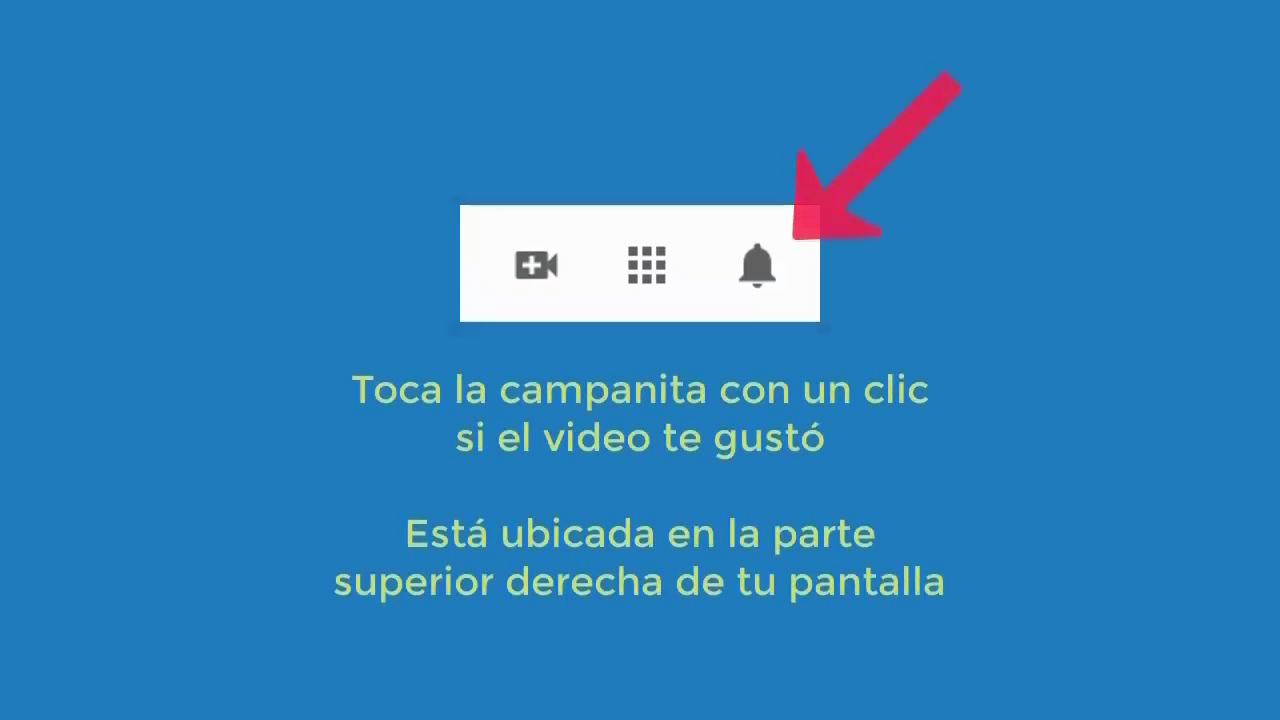 Toca la campanita con un clic
si el video te gustó
Está ubicada en la parte
superior derecha de tu pantalla